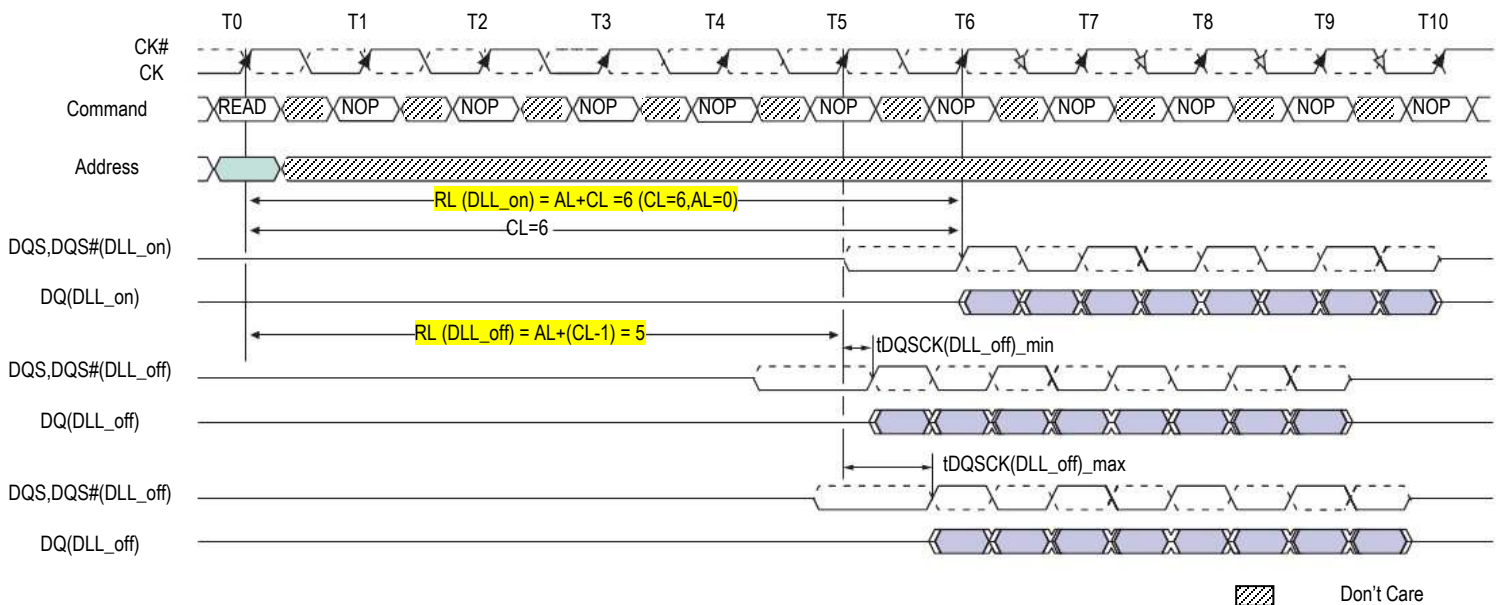 T0 T1 T2 T3 T4 T5 T6 T7 T8 T9 T10
CK#
CK
Command READ NOP NOP NOP NOP NOP NOP NOP NOP NOP NOP
Address
RL (DLL_on) = AL+CL =6 (CL=6,AL=0)
CL=6
DQS,DQS#(DLL_on)
DQ(DLL_on)
RL (DLL_off) = AL+(CL-1) = 5
tDQSCK(DLL_off)_min
DQS,DQS#(DLL_off)
DQ(DLL_off)
tDQSCK(DLL_off)_max
DQS,DQS#(DLL_off)
DQ(DLL_off)
Don't Care